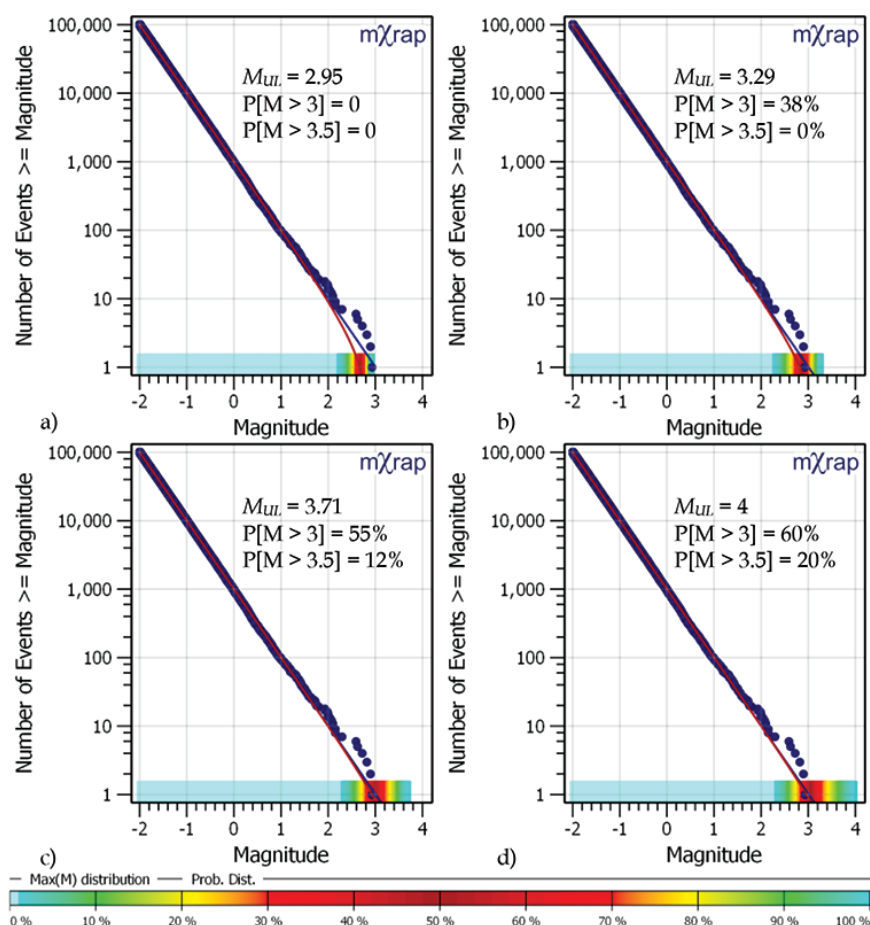 mχrap
M_UL = 2.95
P[M > 3] = 0
P[M > 3.5] = 0
Number of Events >= Magnitude
100,000
10,000
1,000
100
10
1
-2 -1 0 1 2 3 4
a)
Magnitude
mχrap
M_UL = 3.29
P[M > 3] = 38%
P[M > 3.5] = 0%
Number of Events >= Magnitude
100,000
10,000
1,000
100
10
1
-2 -1 0 1 2 3 4
b)
Magnitude
mχrap
M_UL = 3.71
P[M > 3] = 55%
P[M > 3.5] = 12%
Number of Events >= Magnitude
100,000
10,000
1,000
100
10
1
-2 -1 0 1 2 3 4
c)
Magnitude
mχrap
M_UL = 4
P[M > 3] = 60%
P[M > 3.5] = 20%
Number of Events >= Magnitude
100,000
10,000
1,000
100
10
1
-2 -1 0 1 2 3 4
d)
Magnitude
Max(M) distribution Prob. Dist.
0 % 10 % 20 % 30 % 40 % 50 % 60 % 70 % 80 % 90 % 100 %